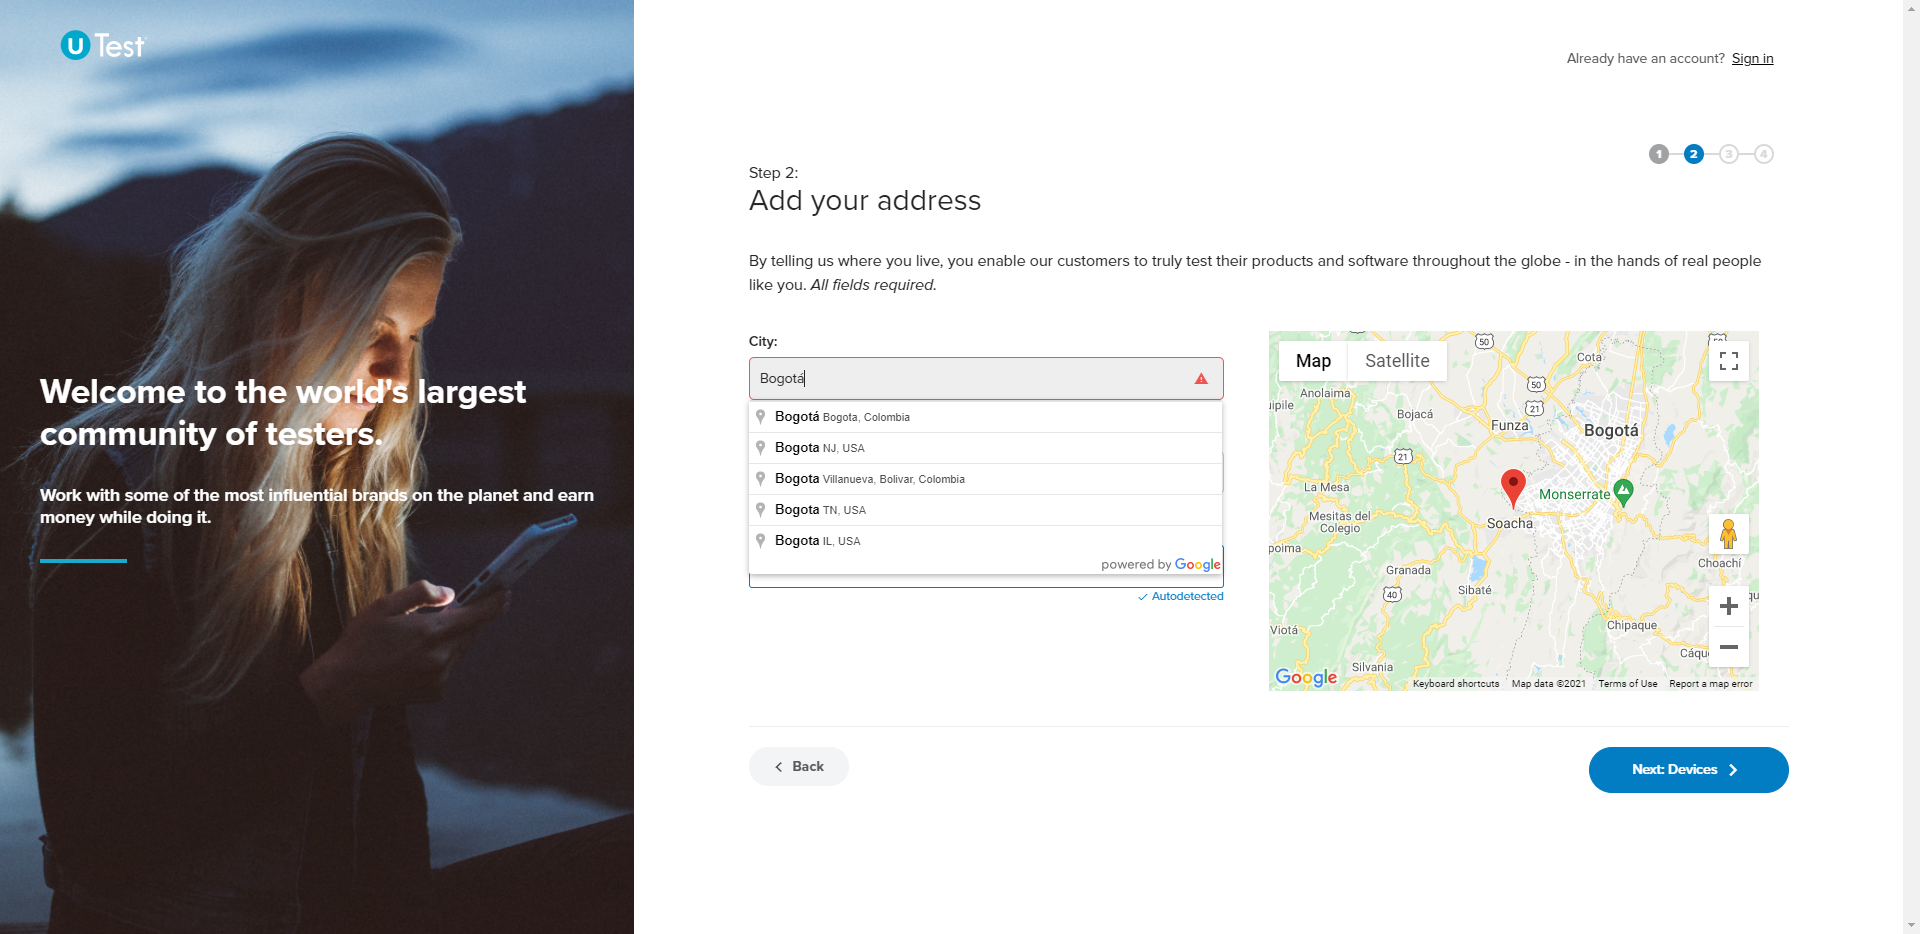 U Test
Welcome to the world's largest
community of testers.
Work with some of the most influential brands on the planet and earn
money while doing it.
Already have an account? Sign in
1 2 3 4
Step 2:
Add your address
By telling us where you live, you enable our customers to truly test their products and software throughout the globe - in the hands of real people
like you. All fields required.
City:
Bogotá
Bogotá Bogota, Colombia
Bogota NJ, USA
Bogota Villanueva, Bolivar, Colombia
Bogota TN, USA
Bogota IL, USA
powered by Google
Autodetected
Map Satellite
50
Cota
Anolaima
50
Bojacá
21
Funza
Bogotá
21
La Mesa
Monserrate
Mesitas del
Colegio
Soacha
Choachí
Granada
Sibaté
40
Chipaque
Viotá
Silvania
Google
Keyboard shortcuts Map data ©2021 Terms of Use Report a map error
Back
Next: Devices